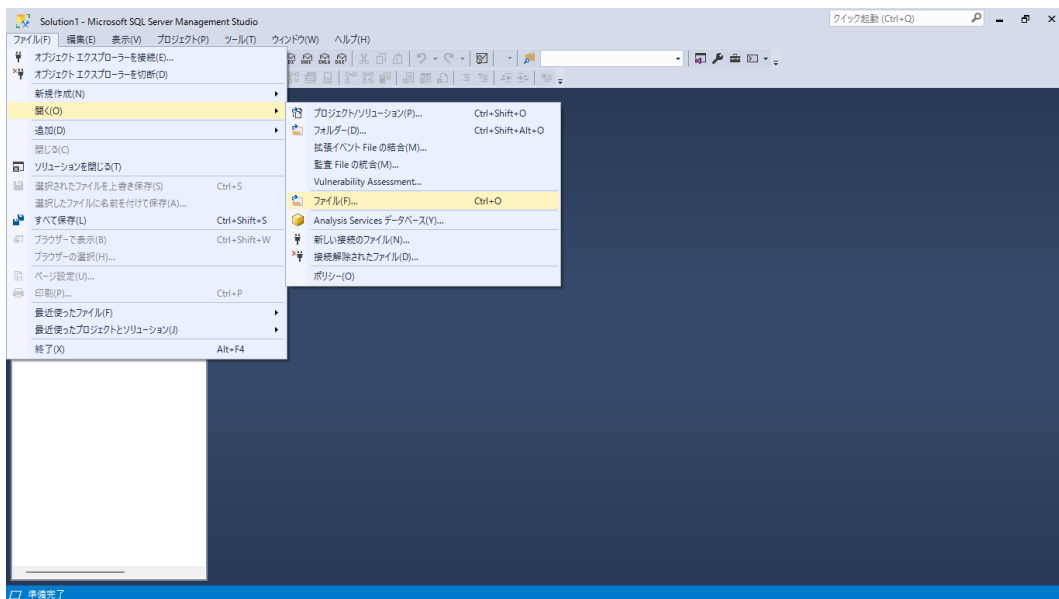 Solution1 - Microsoft SQL Server Management Studio
クイック起動 (Ctrl+Q)
ファイル(F) 編集(E) 表示(V) プロジェクト(P) ツール(T) ウィンドウ(W) ヘルプ(H)
オブジェクト エクスプローラーを接続(E)...
オブジェクト エクスプローラーを切断(D)
新規作成(N)
開く(O)
追加(D)
閉じる(C)
ソリューションを閉じる(T)
選択されたファイルを上書き保存(S) Ctrl+S
選択したファイルに名前を付けて保存(A)...
すべて保存(L) Ctrl+Shift+S
ブラウザーで表示(B) Ctrl+Shift+W
ブラウザーの選択(H)...
ページ設定(U)...
印刷(P)... Ctrl+P
最近使ったファイル(F)
最近使ったプロジェクトとソリューション(J)
終了(X) Alt+F4
プロジェクト/ソリューション(P)... Ctrl+Shift+O
フォルダー(D)... Ctrl+Shift+Alt+O
拡張イベント File の結合(M)...
監査 File の統合(M)...
Vulnerability Assessment...
ファイル(F)... Ctrl+O
Analysis Services データベース(Y)...
新しい接続のファイル(N)...
接続解除されたファイル(D)...
ポリシー(O)
準備完了